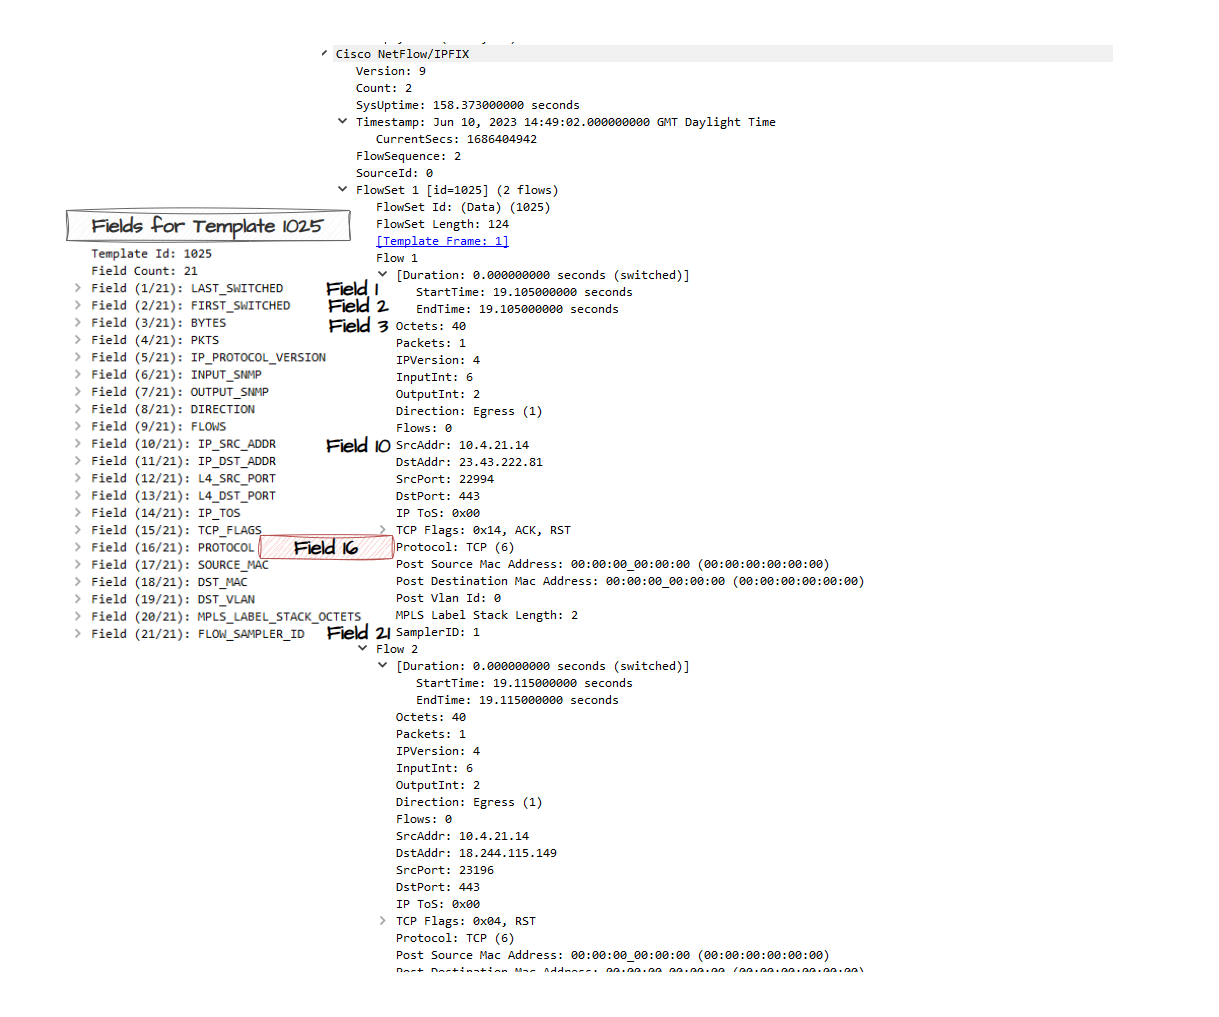 Cisco NetFlow/IPFIX
Version: 9
Count: 2
SysUptime: 158.373000000 seconds
Timestamp: Jun 10, 2023 14:49:02.000000000 GMT Daylight Time
CurrentSecs: 1686404942
FlowSequence: 2
SourceId: 0
FlowSet 1 [id=1025] (2 flows)
FlowSet Id: (Data) (1025)
FlowSet Length: 124
[Template Frame: 1]
Flow 1
[Duration: 0.000000000 seconds (switched)]
StartTime: 19.105000000 seconds
EndTime: 19.105000000 seconds
Octets: 40
Packets: 1
IPVersion: 4
InputInt: 6
OutputInt: 2
Direction: Egress (1)
Flows: 0
SrcAddr: 10.4.21.14
DstAddr: 23.43.222.81
SrcPort: 22994
DstPort: 443
IP ToS: 0x00
TCP Flags: 0x14, ACK, RST
Protocol: TCP (6)
Post Source Mac Address: 00:00:00_00:00:00 (00:00:00:00:00:00)
Post Destination Mac Address: 00:00:00_00:00:00 (00:00:00:00:00:00)
Post Vlan Id: 0
MPLS Label Stack Length: 2
SamplerID: 1
Flow 2
[Duration: 0.000000000 seconds (switched)]
StartTime: 19.115000000 seconds
EndTime: 19.115000000 seconds
Octets: 40
Packets: 1
IPVersion: 4
InputInt: 6
OutputInt: 2
Direction: Egress (1)
Flows: 0
SrcAddr: 10.4.21.14
DstAddr: 18.244.115.149
SrcPort: 23196
DstPort: 443
IP ToS: 0x00
TCP Flags: 0x04, RST
Protocol: TCP (6)
Post Source Mac Address: 00:00:00_00:00:00 (00:00:00:00:00:00)
Post Destination Mac Address: 00:00:00_00:00:00 (00:00:00:00:00:00)
Fields for Template 1025
Template Id: 1025
Field Count: 21
Field (1/21): LAST_SWITCHED
Field (2/21): FIRST_SWITCHED
Field (3/21): BYTES
Field (4/21): PKTS
Field (5/21): IP_PROTOCOL_VERSION
Field (6/21): INPUT_SNMP
Field (7/21): OUTPUT_SNMP
Field (8/21): DIRECTION
Field (9/21): FLOWS
Field (10/21): IP_SRC_ADDR
Field (11/21): IP_DST_ADDR
Field (12/21): L4_SRC_PORT
Field (13/21): L4_DST_PORT
Field (14/21): IP_TOS
Field (15/21): TCP_FLAGS
Field (16/21): PROTOCOL
Field (17/21): SOURCE_MAC
Field (18/21): DST_MAC
Field (19/21): DST_VLAN
Field (20/21): MPLS_LABEL_STACK_OCTETS
Field (21/21): FLOW_SAMPLER_ID
Field 1
Field 2
Field 3
Field 10
Field 16
Field 21